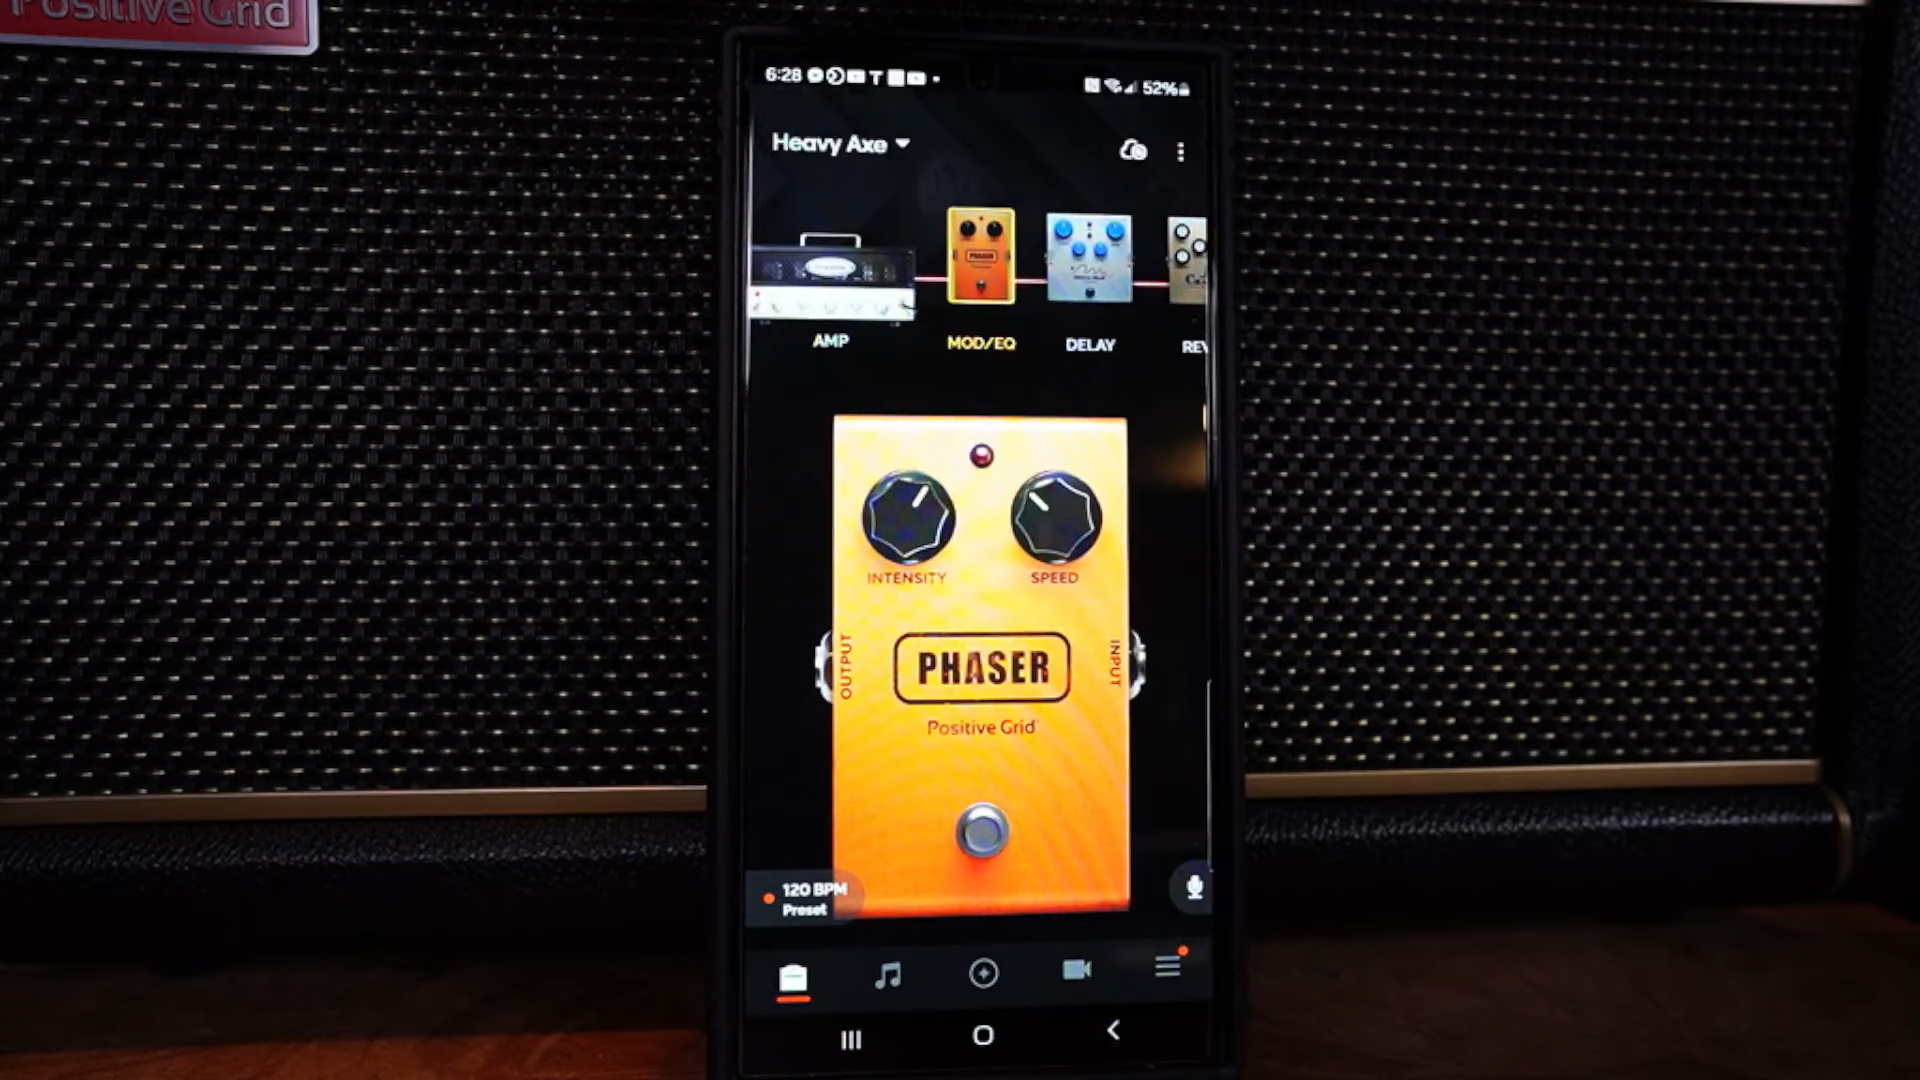 Positive Grid
6:28
52%
Heavy Axe
PHASER
AMP
MOD/EQ
DELAY
INTENSITY
SPEED
OUTPUT
INPUT
PHASER
Positive Grid
120 BPM
Preset